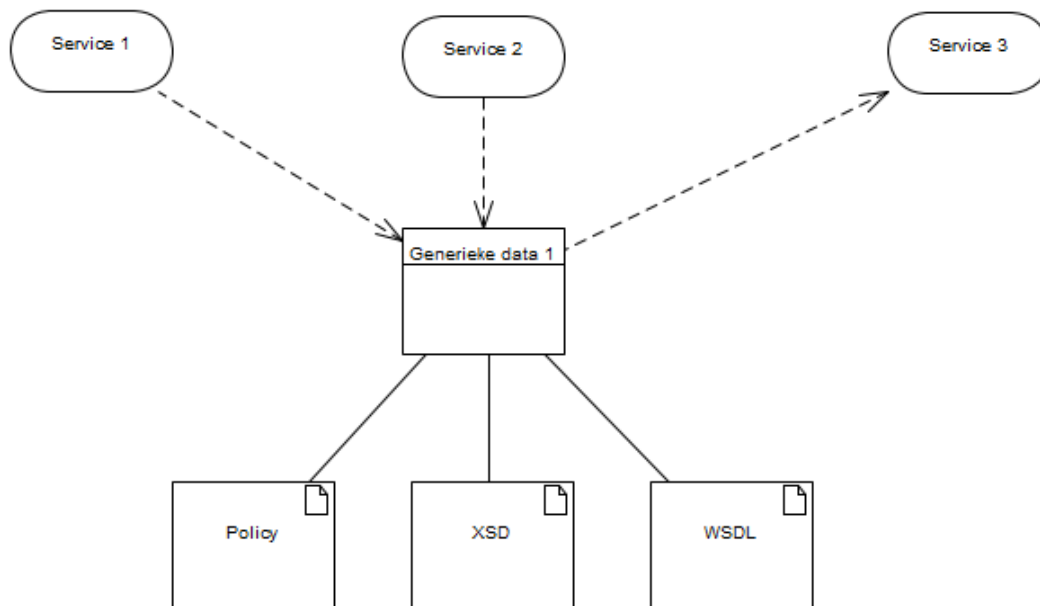 Service 1
Service 2
Service 3
Generieke data 1
Policy
XSD
WSDL